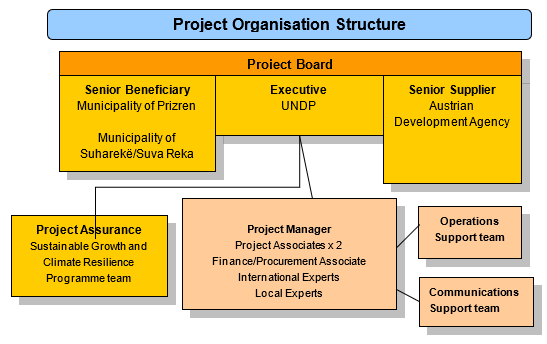 Project Organisation Structure
Project Board
Senior Beneficiary
Municipality of Prizren
Municipality of
Suharekë/Suva Reka
Executive
UNDP
Senior Supplier
Austrian
Development Agency
Project Assurance
Sustainable Growth and
Climate Resilience
Programme team
Project Manager
Project Associates x 2
Finance/Procurement Associate
International Experts
Local Experts
Operations
Support team
Communications
Support team